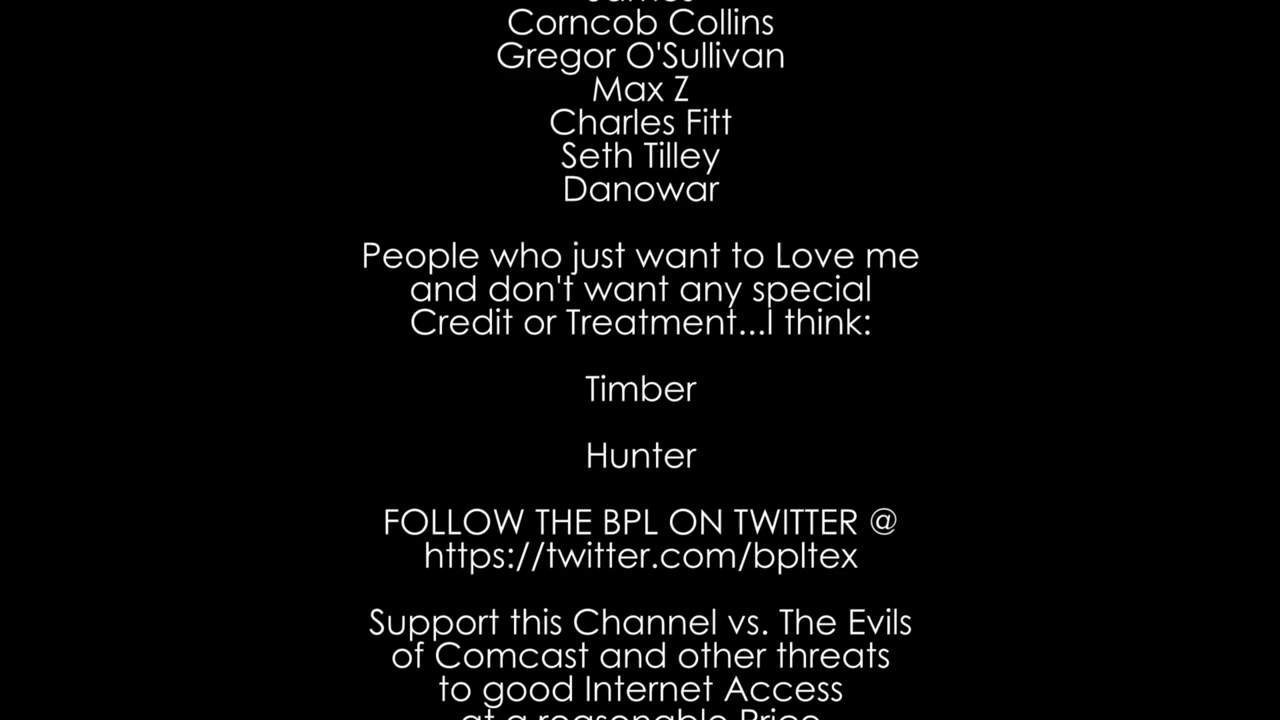 James
Corncob Collins
Gregor O'Sullivan
Max Z
Charles Fitt
Seth Tilley
Danowar
People who just want to Love me
and don't want any special
Credit or Treatment...I think:
Timber
Hunter
FOLLOW THE BPL ON TWITTER @
https://twitter.com/bpltex
Support this Channel vs. The Evils
of Comcast and other threats
to good Internet Access
at a reasonable Price